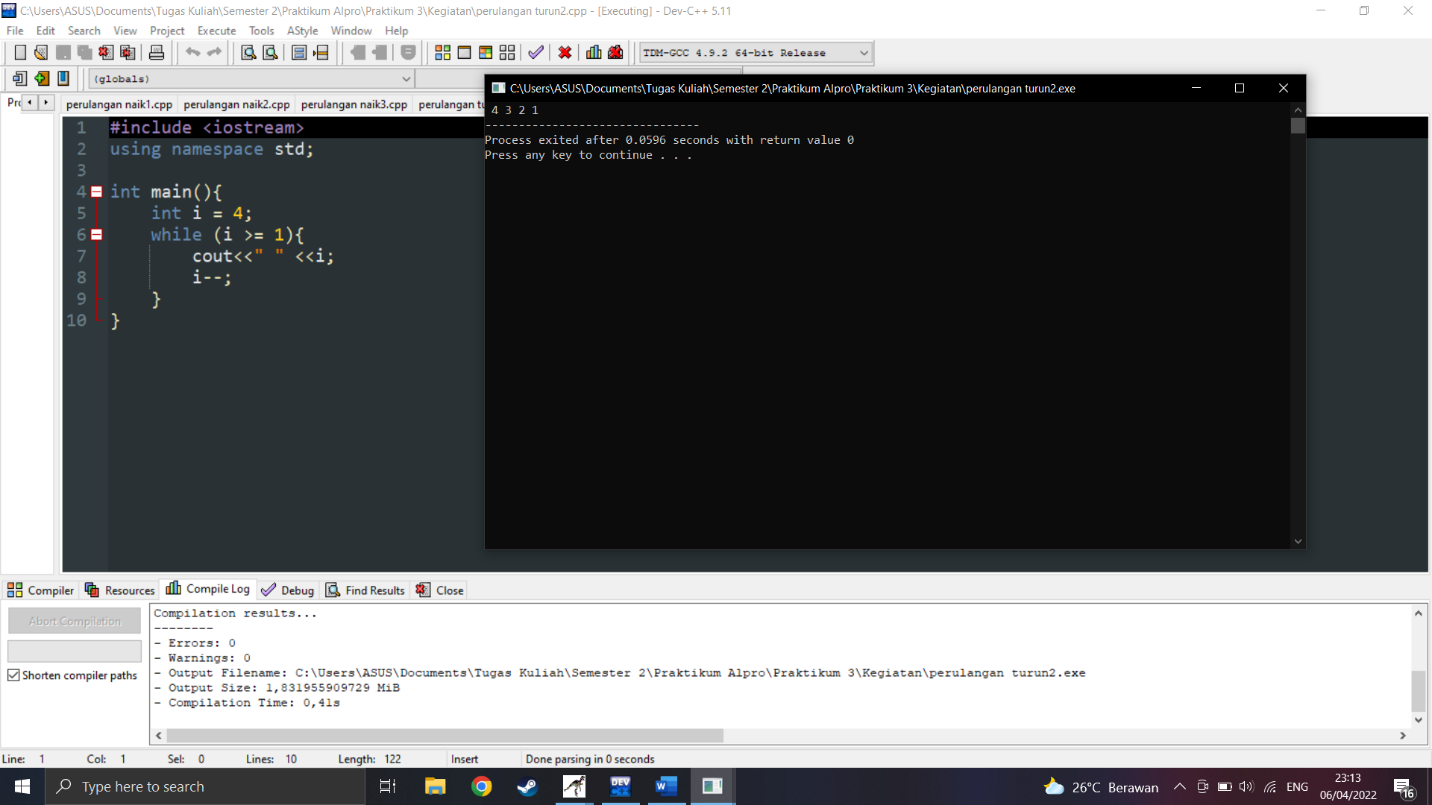 C:\Users\ASUS\Documents\Tugas Kuliah\Semester 2\Praktikum Alpro\Praktikum 3\Kegiatan\perulangan turun2.cpp - [Executing] - Dev-C++ 5.11
File Edit Search View Project Execute Tools AStyle Window Help
TDM-GCC 4.9.2 64-bit Release
(globals)
perulangan naik1.cpp perulangan naik2.cpp perulangan naik3.cpp perulangan tu
1 #include <iostream>
2 using namespace std;
3
4 int main(){
5 int i = 4;
6 while (i >= 1){
7 cout<<" " <<i;
8 i--;
9 }
10 }
C:\Users\ASUS\Documents\Tugas Kuliah\Semester 2\Praktikum Alpro\Praktikum 3\Kegiatan\perulangan turun2.exe
4 3 2 1
--------------------------------
Process exited after 0.0596 seconds with return value 0
Press any key to continue . . .
Compiler Resources Compile Log Debug Find Results Close
Abort Compilation
Shorten compiler paths
Compilation results...
--------
- Errors: 0
- Warnings: 0
- Output Filename: C:\Users\ASUS\Documents\Tugas Kuliah\Semester 2\Praktikum Alpro\Praktikum 3\Kegiatan\perulangan turun2.exe
- Output Size: 1,831955909729 MiB
- Compilation Time: 0,41s
Line: 1 Col: 1 Sel: 0 Lines: 10 Length: 122 Insert Done parsing in 0 seconds
Type here to search
DEV
W
26°C Berawan
ENG
23:13
06/04/2022
16